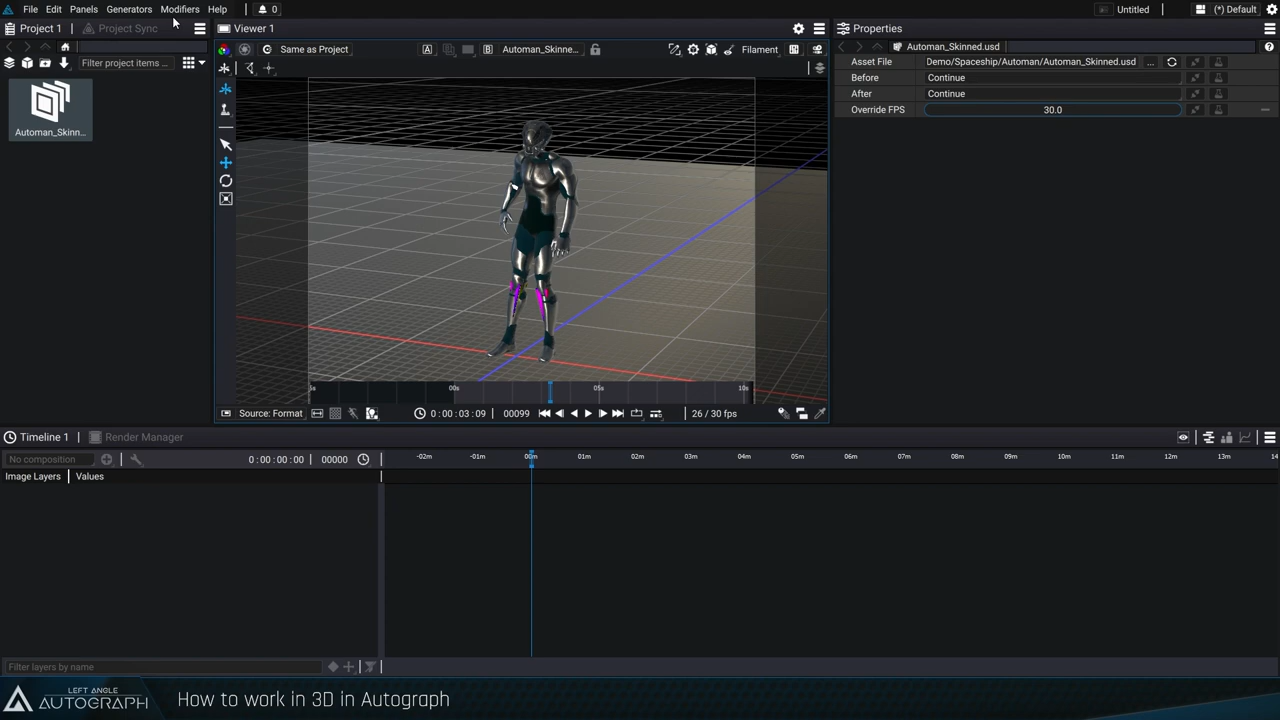 File Edit Panels Generators Modifiers Help 0 Untitled (*) Default
Project 1 Project Sync Viewer 1 Properties
Automan_Skinned.usd
Same as Project A B Automan_Skinne... Filament
Filter project items ...
Asset File Demo/Spaceship/Automan/Automan_Skinned.usd ...
Before Continue
After Continue
Override FPS 30.0
Automan_Skinn...
00s 05s 10s
Source: Format 0:00:03:09 00099 26 / 30 fps
Timeline 1 Render Manager
No composition 0:00:00:00 00000 -02m -01m 00m 01m 02m 03m 04m 05m 06m 07m 08m 09m 10m 11m 12m 13m 14
Image Layers Values
Filter layers by name
LEFT ANGLE
AUTOGRAPH
How to work in 3D in Autograph